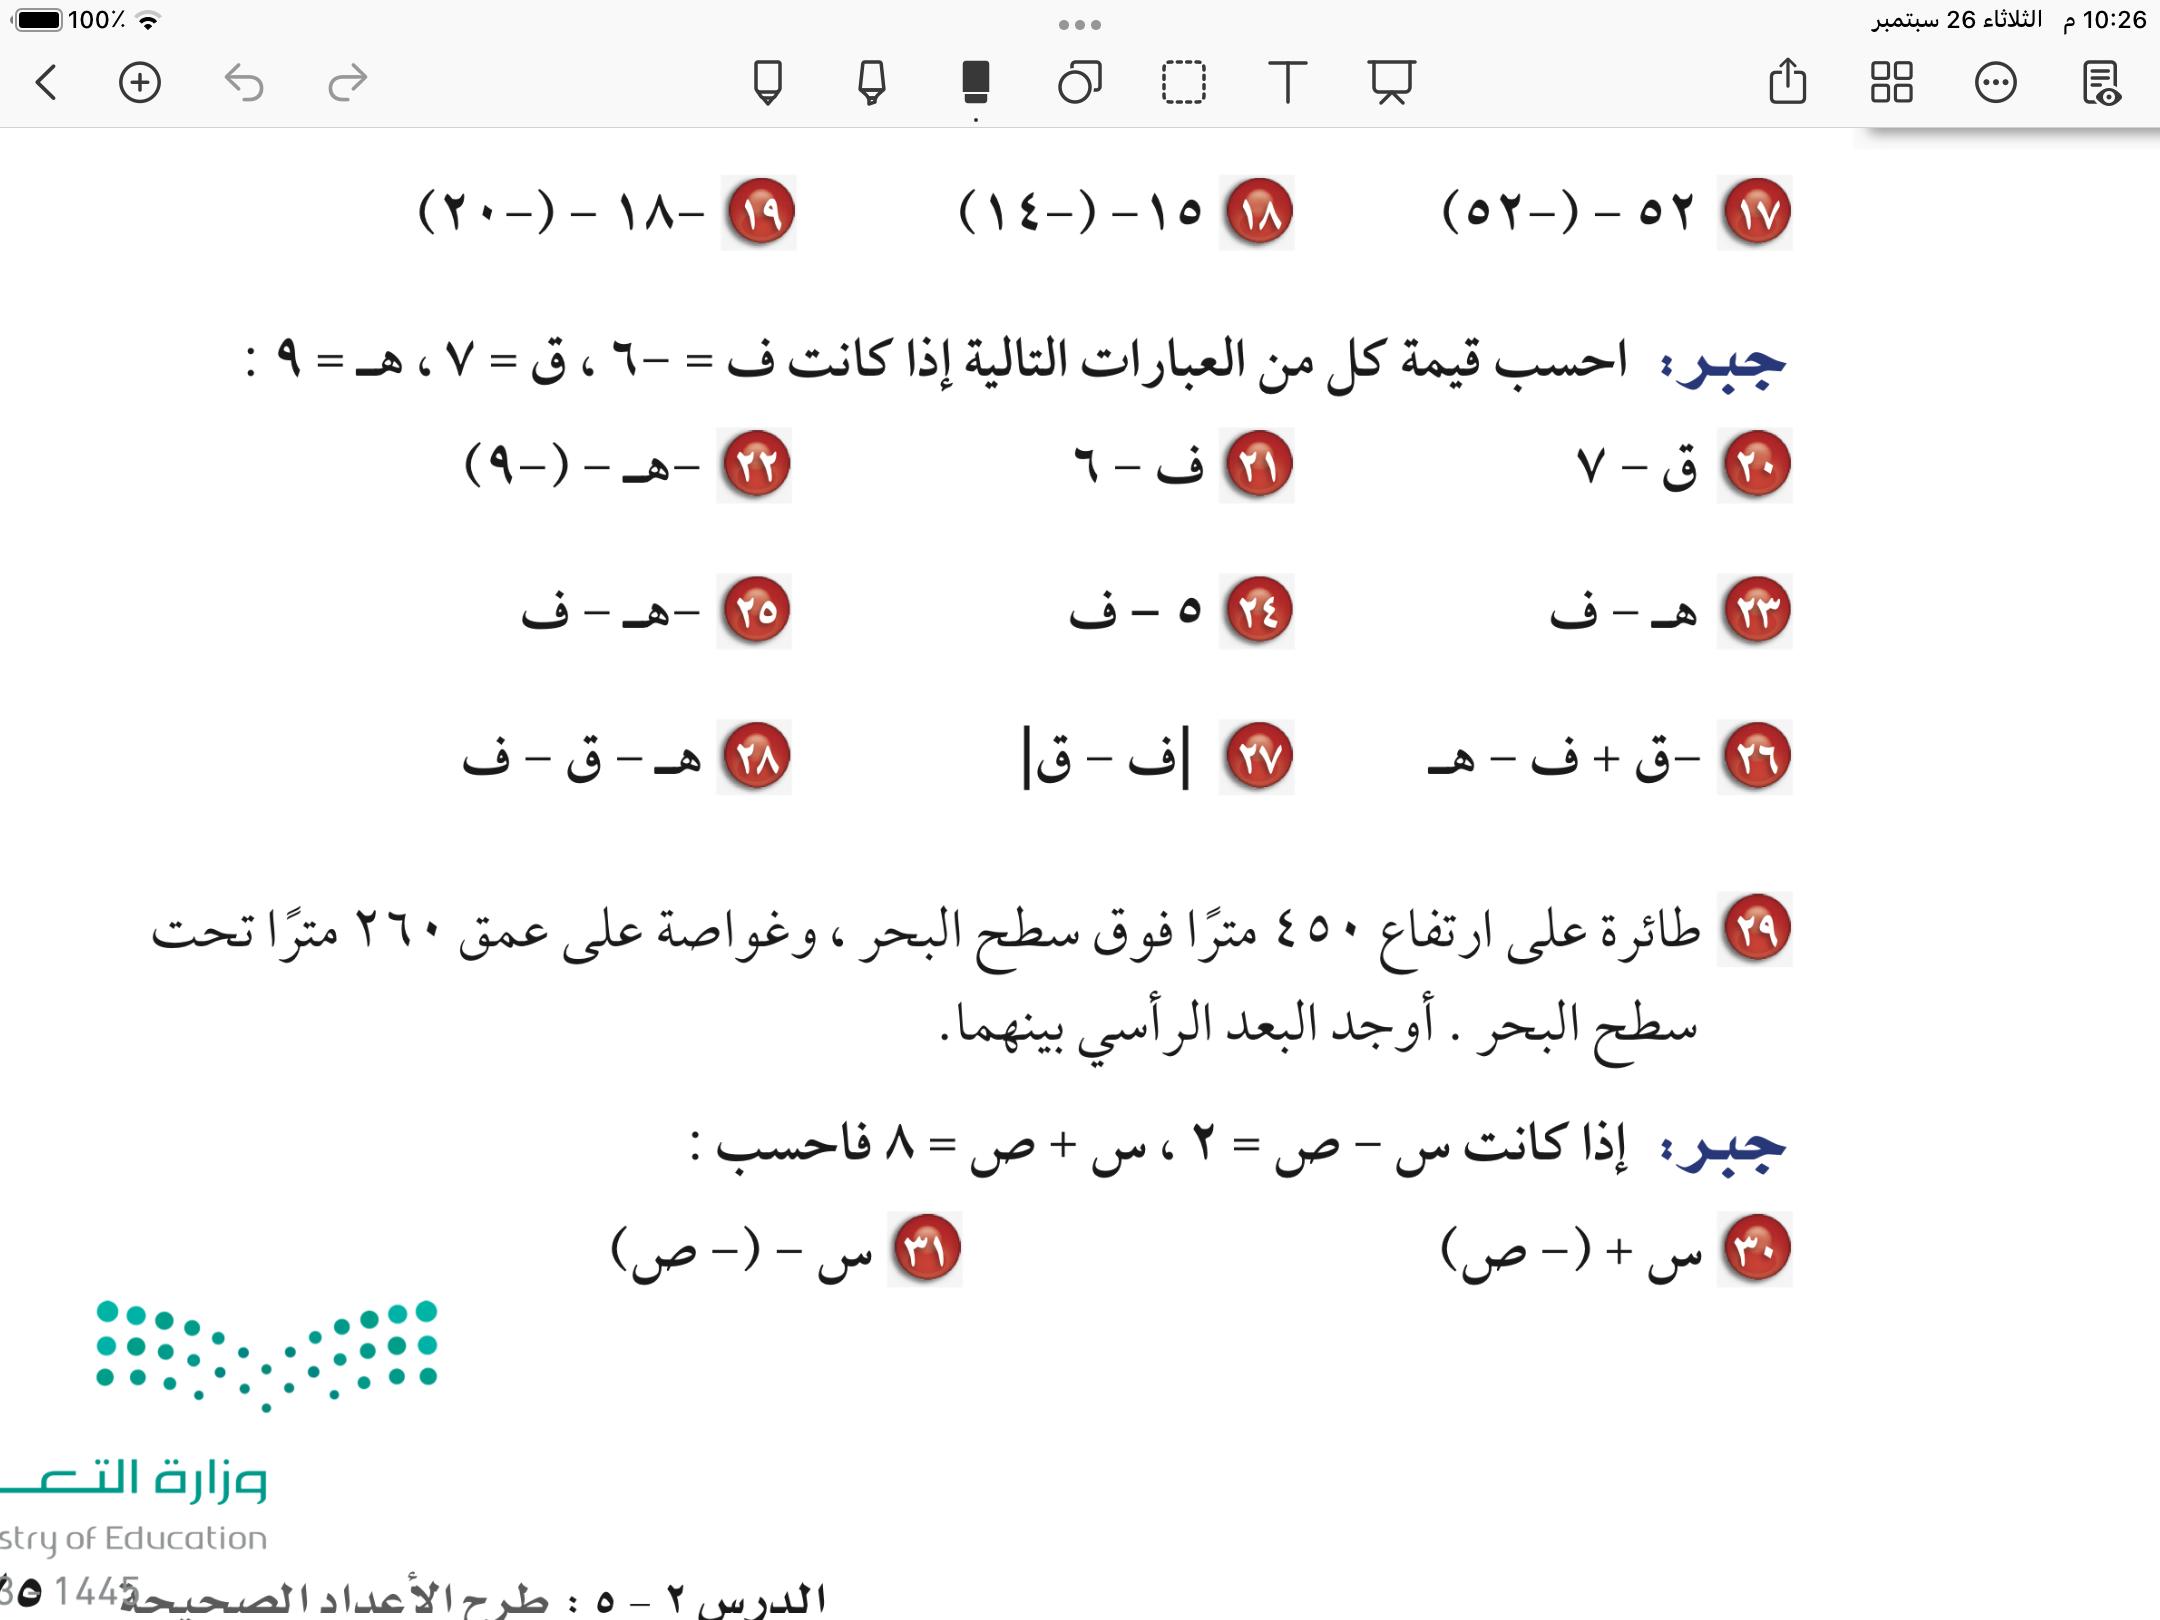 10:26 م الثلاثاء 26 سبتمبر 100٪
١٧ ٥٢ – (–٥٢) ١٨ ١٥– (–١٤) ١٩ –١٨ – (–٢٠)
جبر: احسب قيمة كل من العبارات التالية إذا كانت ف = –٦ ، ق = ٧ ، هـ = ٩ :
٢٠ ق – ٧ ٢١ ف – ٦ ٢٢ –هـ – (–٩)
٢٣ هـ – ف ٢٤ ٥ – ف ٢٥ –هـ – ف
٢٦ –ق + ف – هـ ٢٧ |ف – ق| ٢٨ هـ – ق – ف
٢٩ طائرة على ارتفاع ٤٥٠ مترًا فوق سطح البحر ، وغواصة على عمق ٢٦٠ مترًا تحت
سطح البحر . أوجد البعد الرأسي بينهما.
جبر: إذا كانت س – ص = ٢ ، س + ص = ٨ فاحسب :
٣٠ س + (– ص) ٣١ س – (– ص)
وزارة التعـ
stry of Education
3 - 1445
الدرس ٢ – ٥ : طرح الأعداد الصحيحة